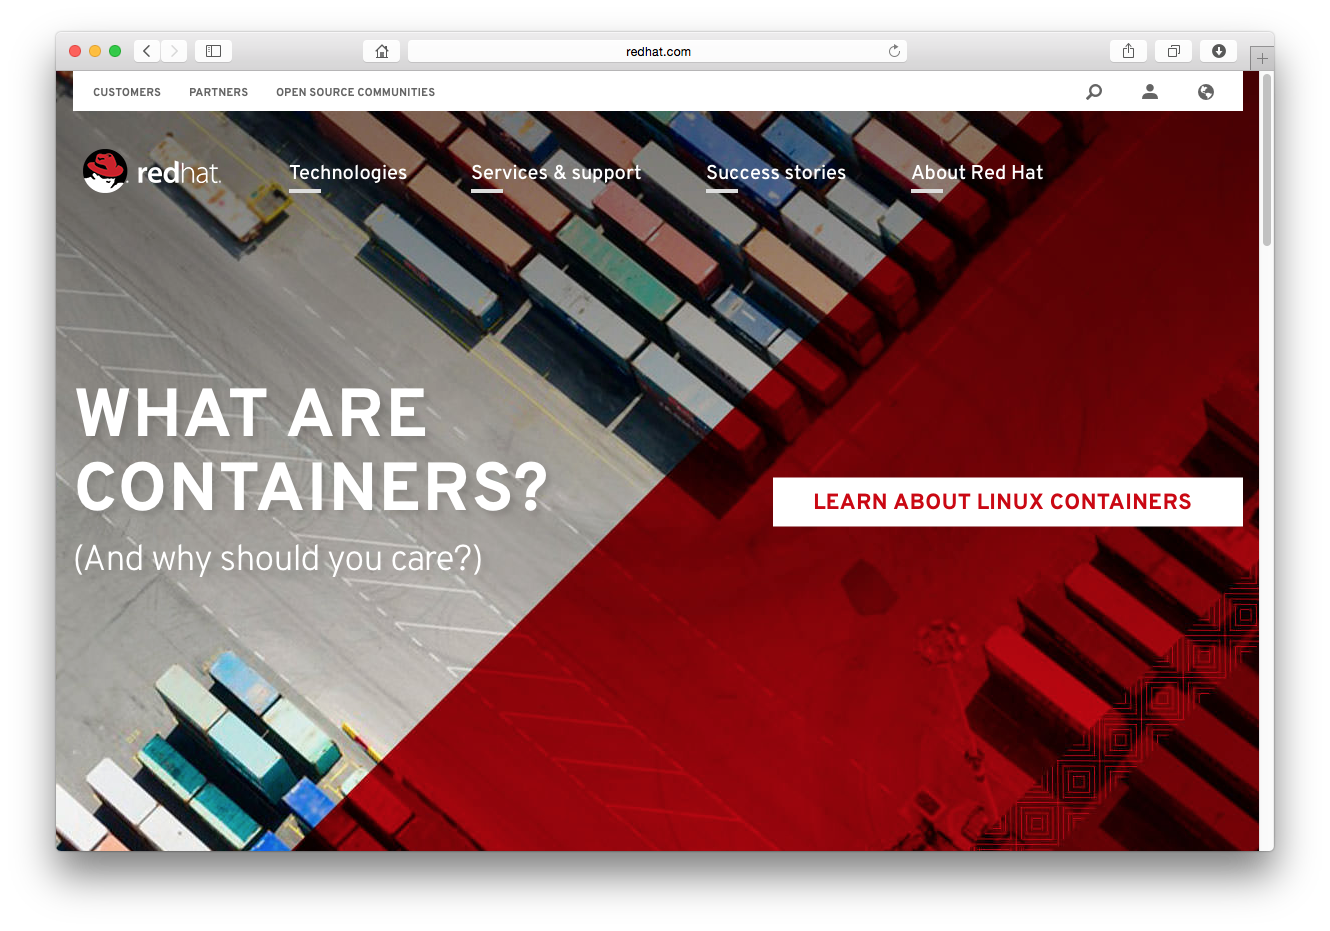 redhat.com
CUSTOMERS PARTNERS OPEN SOURCE COMMUNITIES
redhat.
Technologies Services & support Success stories About Red Hat
WHAT ARE
CONTAINERS?
(And why should you care?)
LEARN ABOUT LINUX CONTAINERS